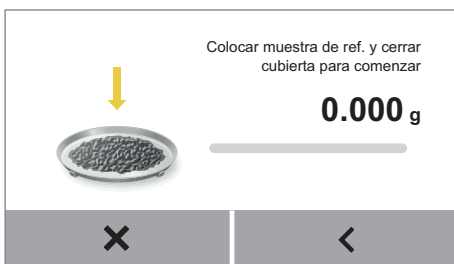 Colocar muestra de ref. y cerrar
cubierta para comenzar
0.000 g